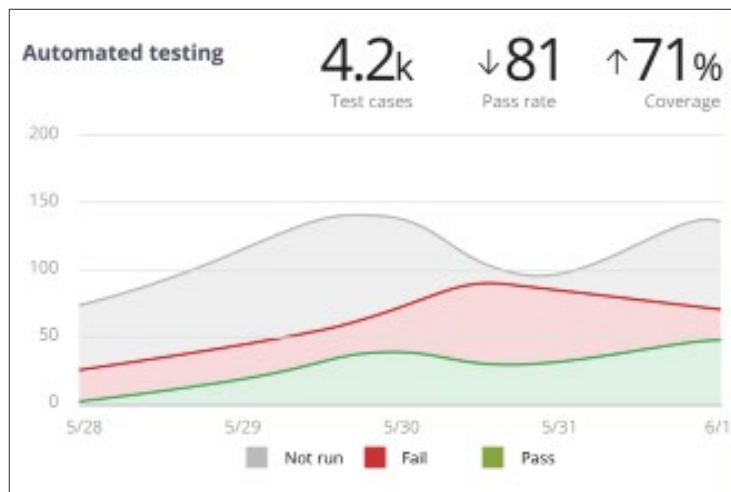 Automated testing
4.2k
Test cases
↓81
Pass rate
↑71%
Coverage
200
150
100
50
0
5/28 5/29 5/30 5/31 6/1
Not run Fail Pass